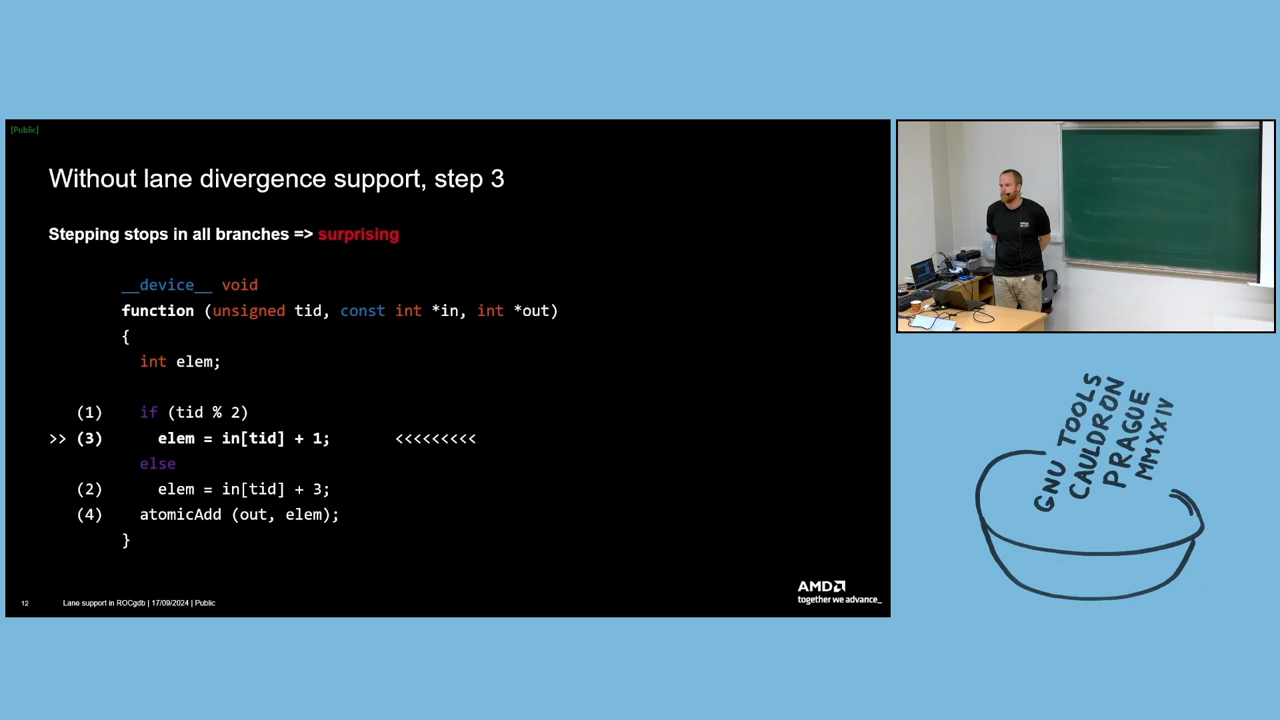 [Public]
Without lane divergence support, step 3
Stepping stops in all branches => surprising
__device__ void
function (unsigned tid, const int *in, int *out)
{
int elem;
(1) if (tid % 2)
>> (3) elem = in[tid] + 1; <<<<<<<<<
else
(2) elem = in[tid] + 3;
(4) atomicAdd (out, elem);
}
AMD
together we advance_
12 Lane support in ROCgdb | 17/09/2024 | Public
GNU TOOLS
CAULDRON
PRAGUE
MMXXIV